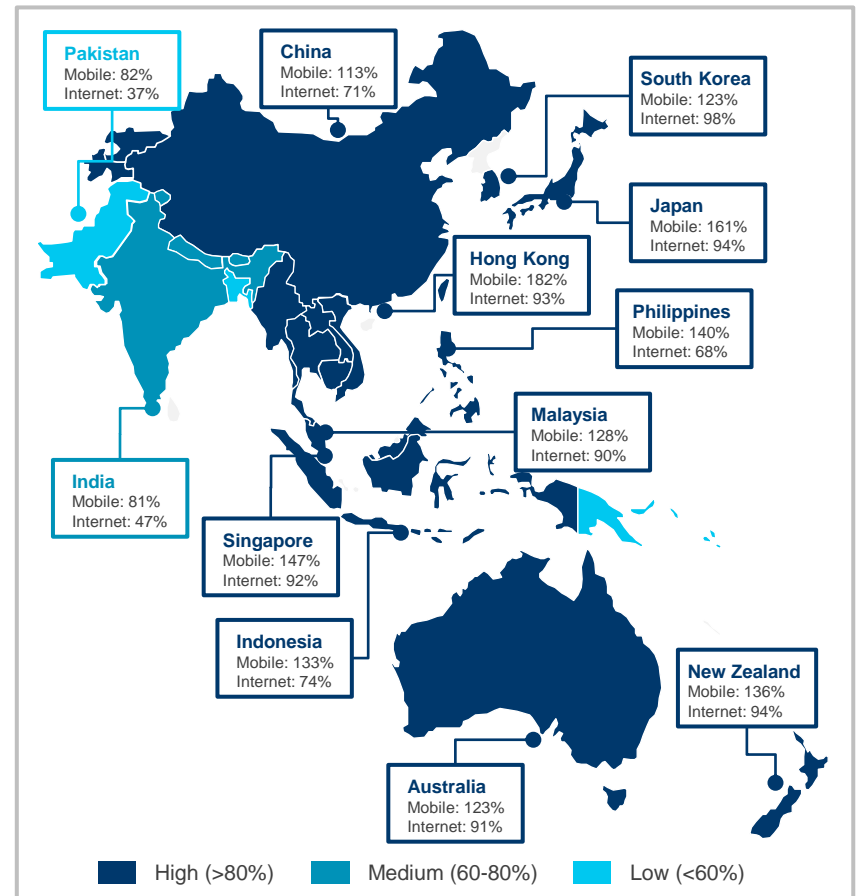 Pakistan
Mobile: 82%
Internet: 37%
China
Mobile: 113%
Internet: 71%
South Korea
Mobile: 123%
Internet: 98%
Japan
Mobile: 161%
Internet: 94%
Hong Kong
Mobile: 182%
Internet: 93%
Philippines
Mobile: 140%
Internet: 68%
Malaysia
Mobile: 128%
Internet: 90%
India
Mobile: 81%
Internet: 47%
Singapore
Mobile: 147%
Internet: 92%
Indonesia
Mobile: 133%
Internet: 74%
New Zealand
Mobile: 136%
Internet: 94%
Australia
Mobile: 123%
Internet: 91%
High (>80%) Medium (60-80%) Low (<60%)